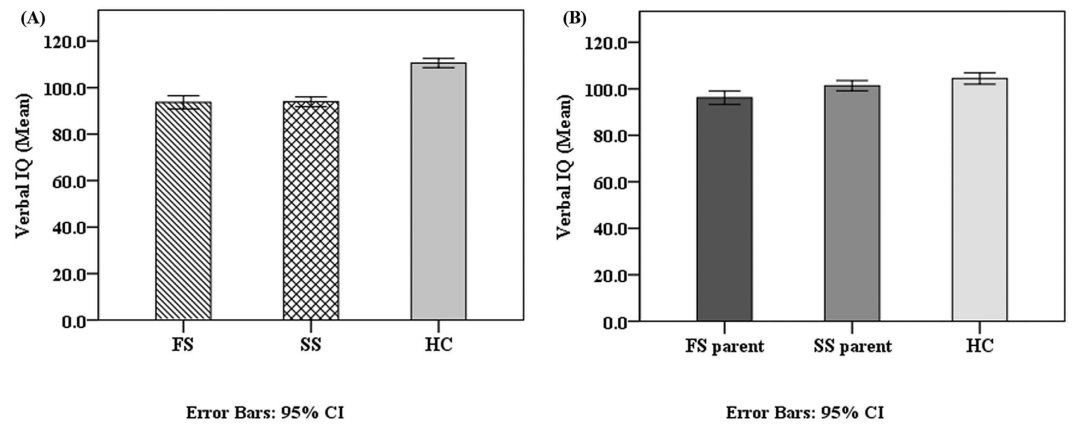 (A)
Verbal IQ (Mean)
120.0
100.0
80.0
60.0
40.0
20.0
0.0
FS SS HC
Error Bars: 95% CI
(B)
Verbal IQ (Mean)
120.0
100.0
80.0
60.0
40.0
20.0
0.0
FS parent SS parent HC
Error Bars: 95% CI